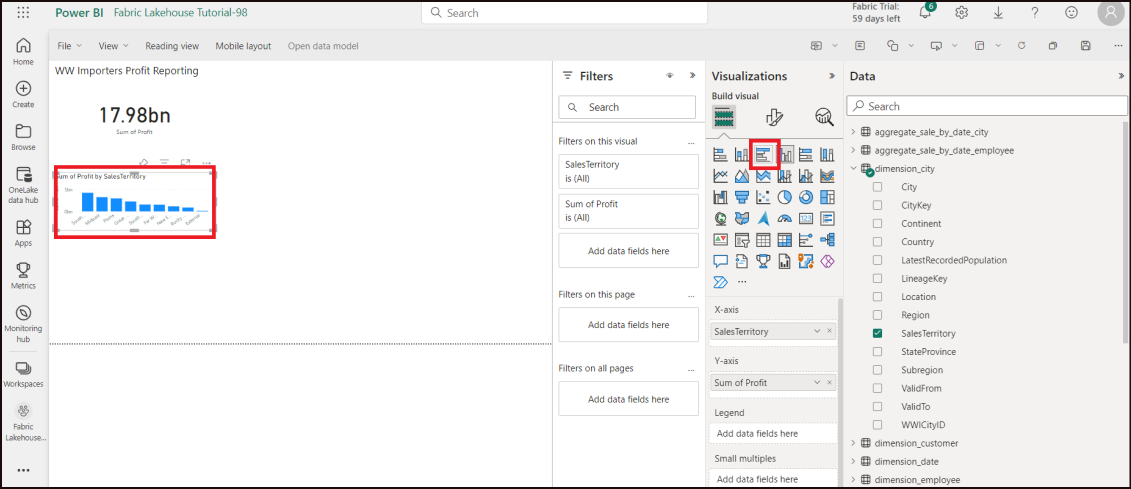 Power BI Fabric Lakehouse Tutorial-98
Search
Fabric Trial:
59 days left
6
File View Reading view Mobile layout Open data model
Home
Create
Browse
OneLake
data hub
Apps
Metrics
Monitoring
hub
Workspaces
Fabric
Lakehouse...
WW Importers Profit Reporting
17.98bn
Sum of Profit
Sum of Profit by SalesTerritory
5bn
0bn
External
Filters
Search
Filters on this visual
SalesTerritory
is (All)
Sum of Profit
is (All)
Add data fields here
Filters on this page
Add data fields here
Filters on all pages
Add data fields here
Visualizations
Build visual
123
X-axis
SalesTerritory
Y-axis
Sum of Profit
Legend
Add data fields here
Small multiples
Add data fields here
Data
Search
aggregate_sale_by_date_city
aggregate_sale_by_date_employee
dimension_city
City
CityKey
Continent
Country
LatestRecordedPopulation
LineageKey
Location
Region
SalesTerritory
StateProvince
Subregion
ValidFrom
ValidTo
WWICityID
dimension_customer
dimension_date
dimension_employee